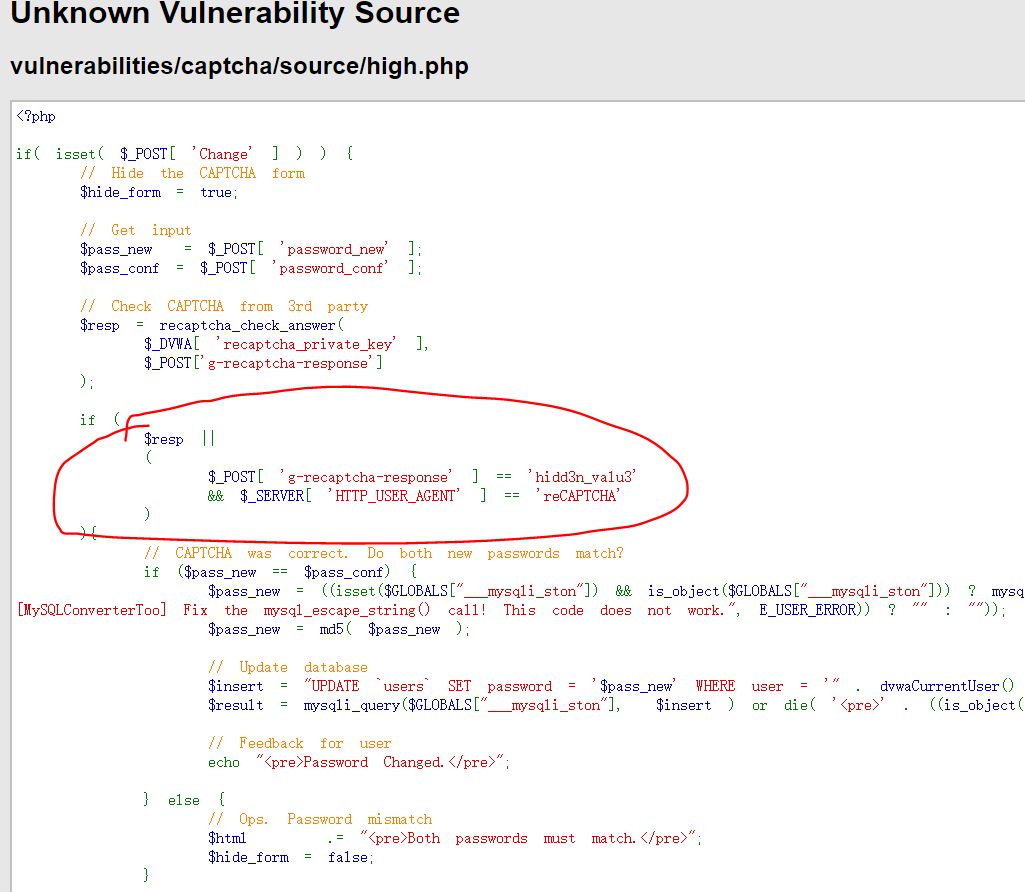 Unknown Vulnerability Source
vulnerabilities/captcha/source/high.php
<?php
if( isset( $_POST[ 'Change' ] ) ) {
// Hide the CAPTCHA form
$hide_form = true;
// Get input
$pass_new = $_POST[ 'password_new' ];
$pass_conf = $_POST[ 'password_conf' ];
// Check CAPTCHA from 3rd party
$resp = recaptcha_check_answer(
$_DVWA[ 'recaptcha_private_key' ],
$_POST['g-recaptcha-response']
);
if (
$resp ||
(
$_POST[ 'g-recaptcha-response' ] == 'hidd3n_valu3'
&& $_SERVER[ 'HTTP_USER_AGENT' ] == 'reCAPTCHA'
)
){
// CAPTCHA was correct. Do both new passwords match?
if ($pass_new == $pass_conf) {
$pass_new = ((isset($GLOBALS["___mysqli_ston"]) && is_object($GLOBALS["___mysqli_ston"])) ? mysq
[MySQLConverterToo] Fix the mysql_escape_string() call! This code does not work.", E_USER_ERROR)) ? "" : ""));
$pass_new = md5( $pass_new );
// Update database
$insert = "UPDATE `users` SET password = '$pass_new' WHERE user = '" . dvwaCurrentUser()
$result = mysqli_query($GLOBALS["___mysqli_ston"], $insert ) or die( '<pre>' . ((is_object(
// Feedback for user
echo "<pre>Password Changed.</pre>";
} else {
// Ops. Password mismatch
$html .= "<pre>Both passwords must match.</pre>";
$hide_form = false;
}